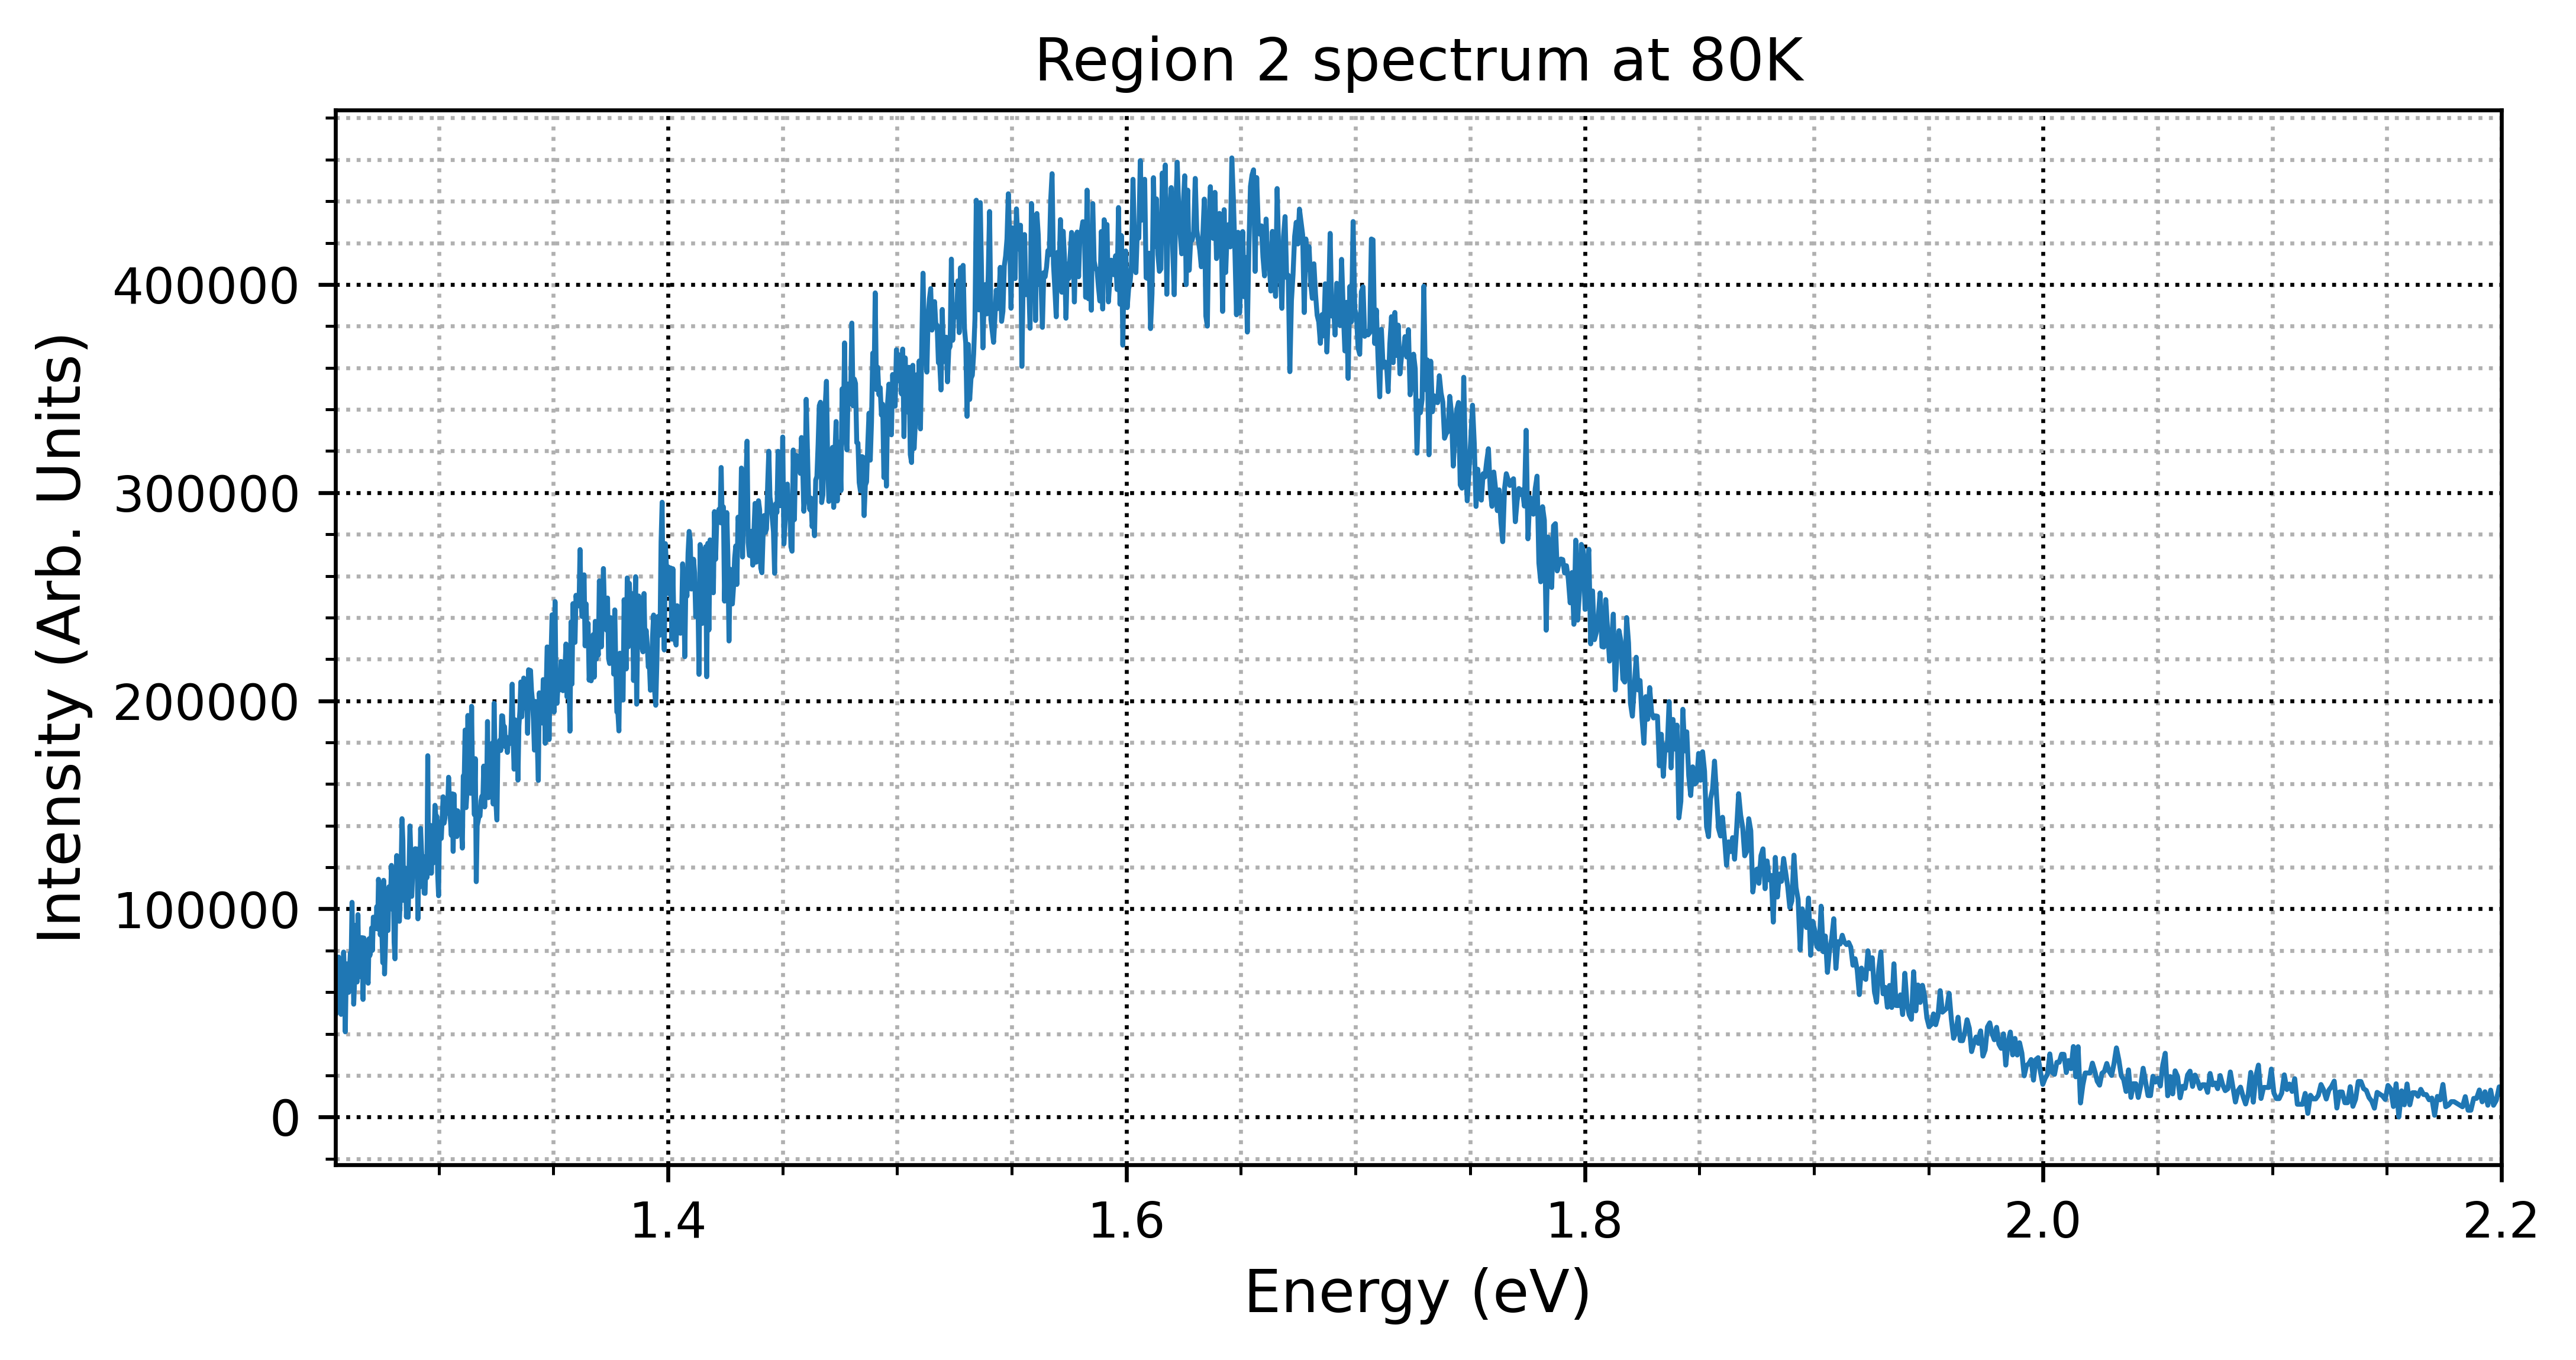 Region 2 spectrum at 80K
Intensity (Arb. Units)
400000
300000
200000
100000
0
1.4 1.6 1.8 2.0 2.2
Energy (eV)